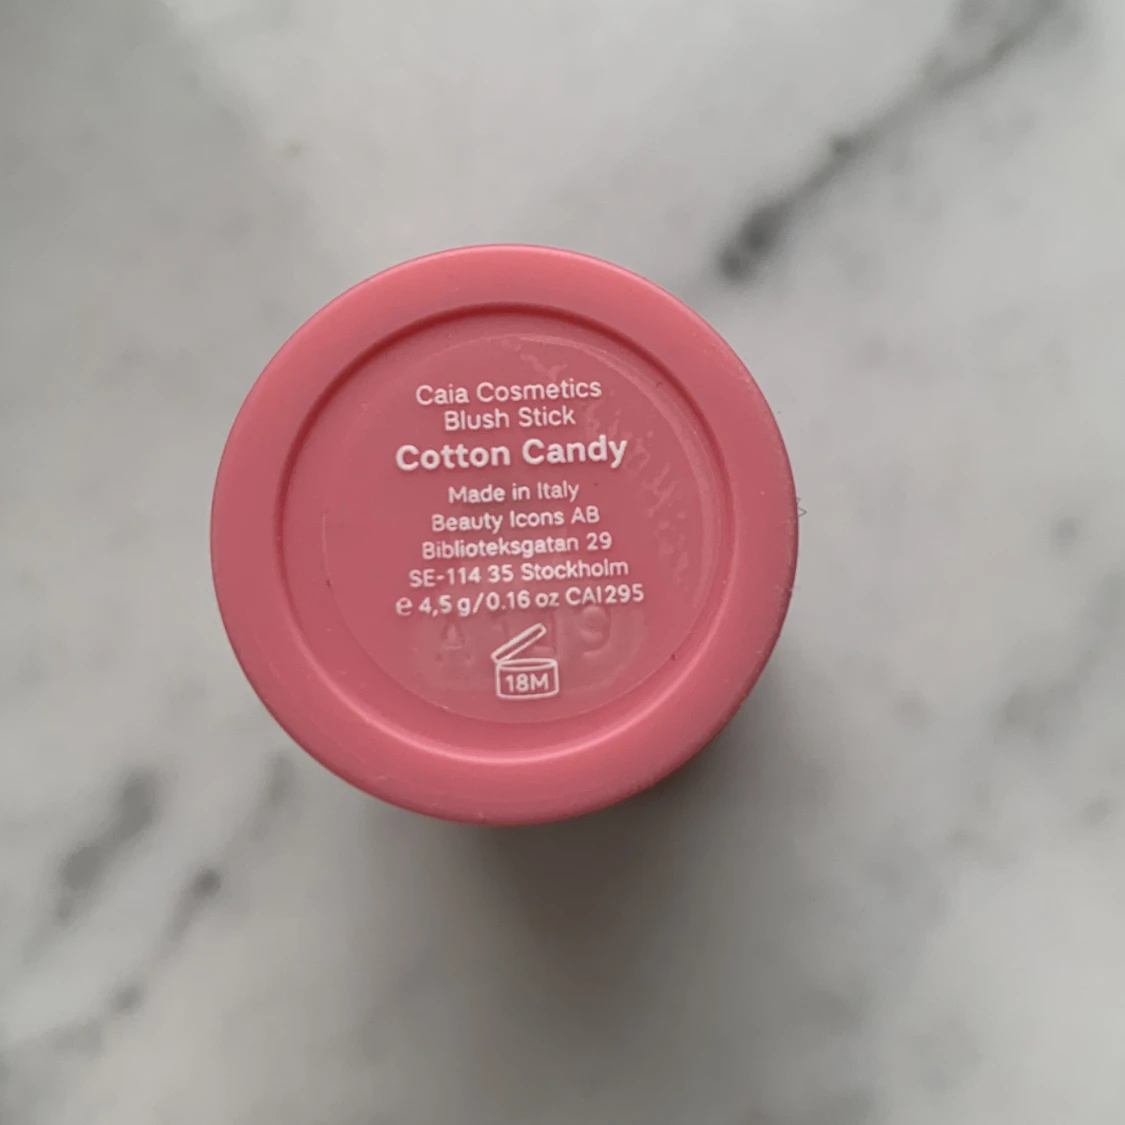 Caia Cosmetics
Blush Stick
Cotton Candy
Made in Italy
Beauty Icons AB
Biblioteksgatan 29
SE-114 35 Stockholm
e 4,5 g/0.16 oz CAI295
18M